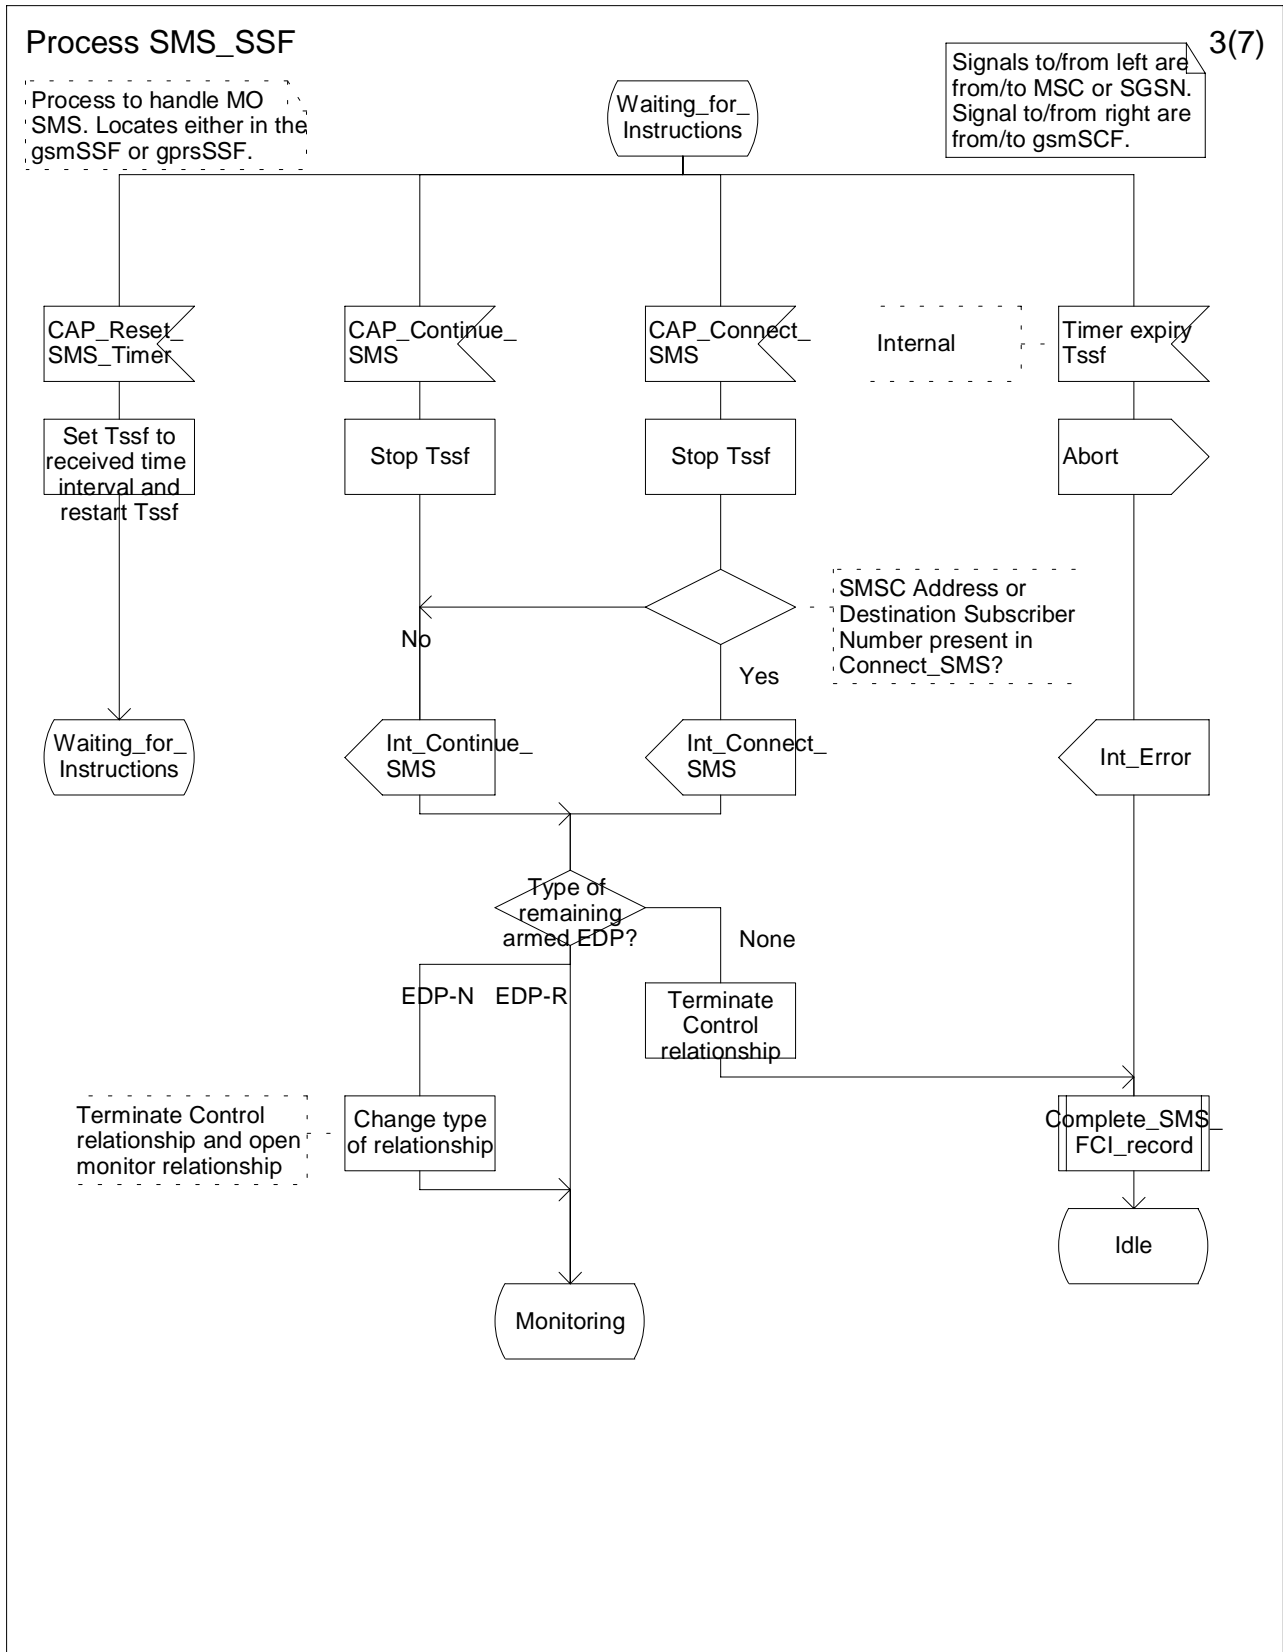 Process SMS_SSF
3(7)
Process to handle MO
SMS. Locates either in the
gsmSSF or gprsSSF.
Waiting_for_
Instructions
Signals to/from left are
from/to MSC or SGSN.
Signal to/from right are
from/to gsmSCF.
CAP_Reset_
SMS_Timer
CAP_Continue_
SMS
CAP_Connect_
SMS
Internal
Timer expiry
Tssf
Set Tssf to
received time
interval and
restart Tssf
Stop Tssf
Stop Tssf
Abort
SMSC Address or
Destination Subscriber
Number present in
Connect_SMS?
No
Yes
Waiting_for_
Instructions
Int_Continue_
SMS
Int_Connect_
SMS
Int_Error
Type of
remaining
armed EDP?
None
EDP-N
EDP-R
Terminate
Control
relationship
Terminate Control
relationship and open
monitor relationship
Change type
of relationship
Complete_SMS_
FCI_record
Idle
Monitoring